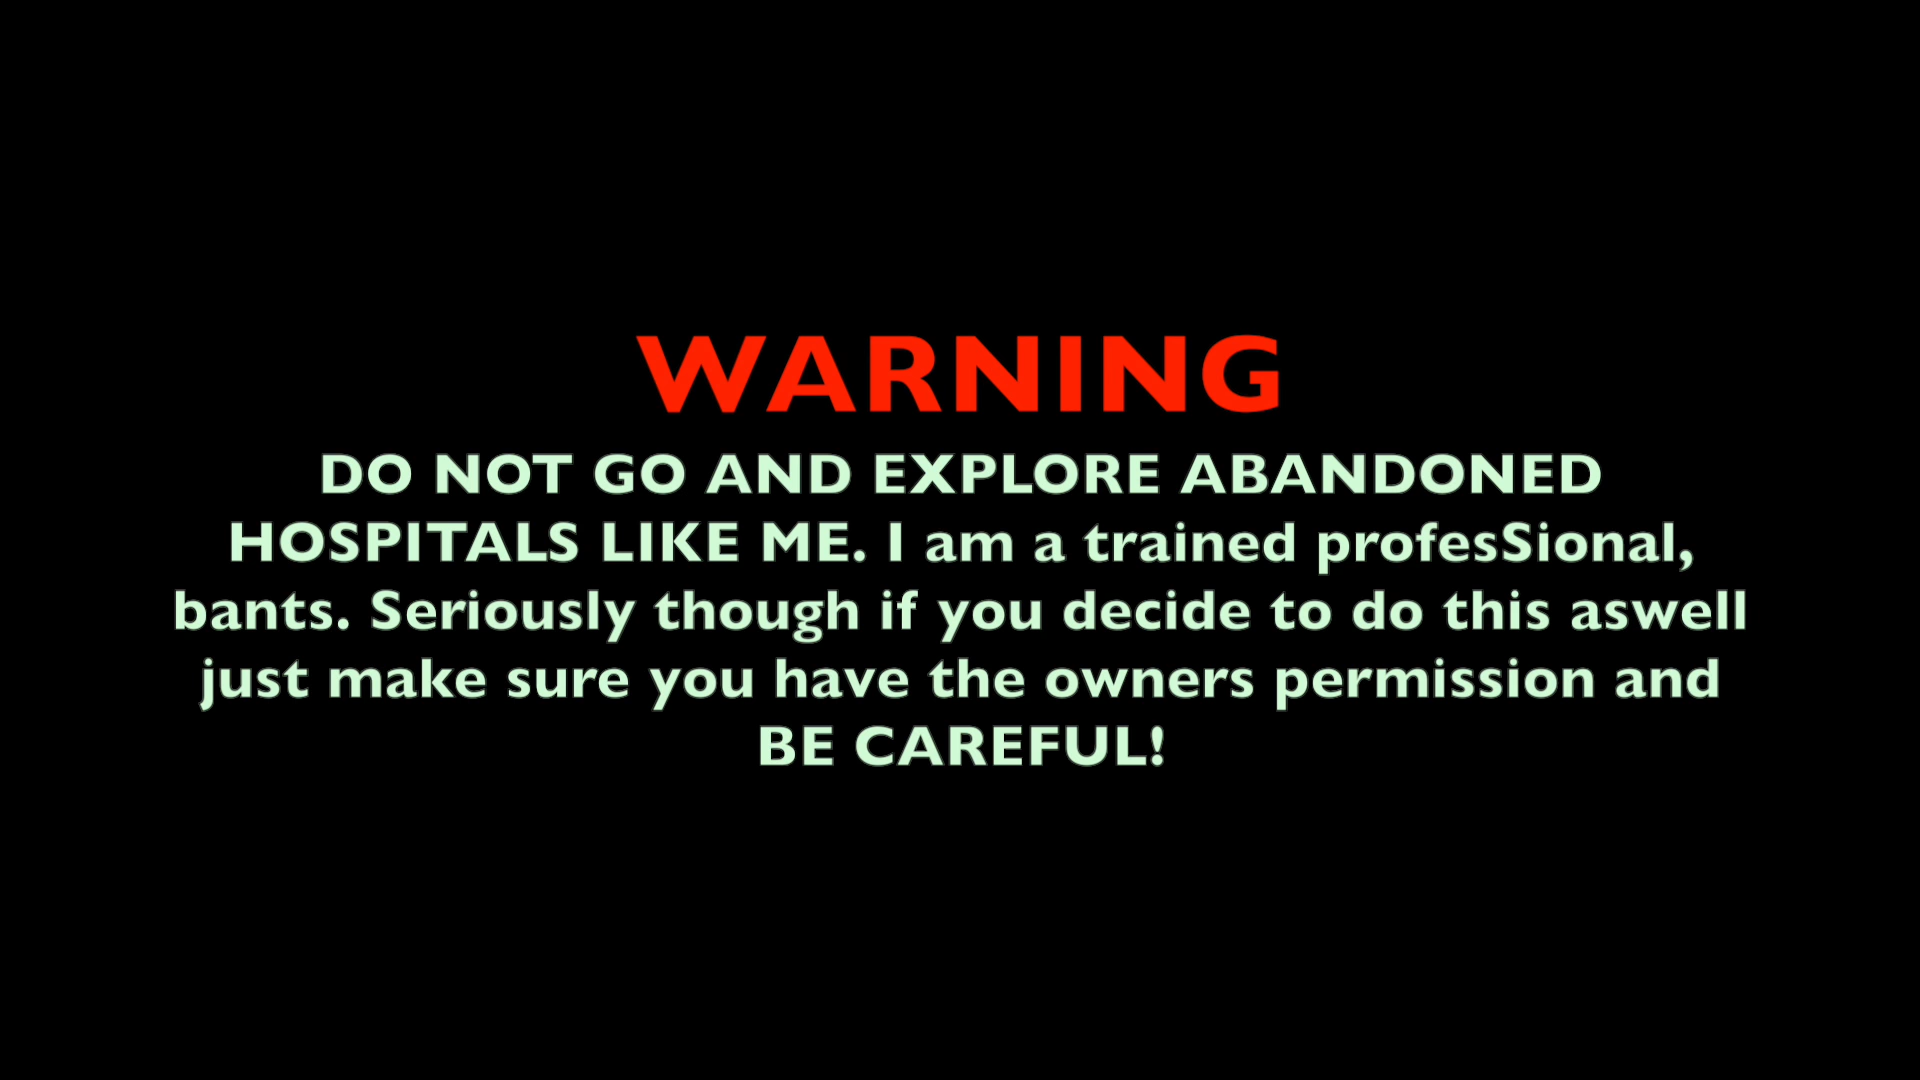 WARNING
DO NOT GO AND EXPLORE ABANDONED
HOSPITALS LIKE ME. I am a trained profesSional,
bants. Seriously though if you decide to do this aswell
just make sure you have the owners permission and
BE CAREFUL!